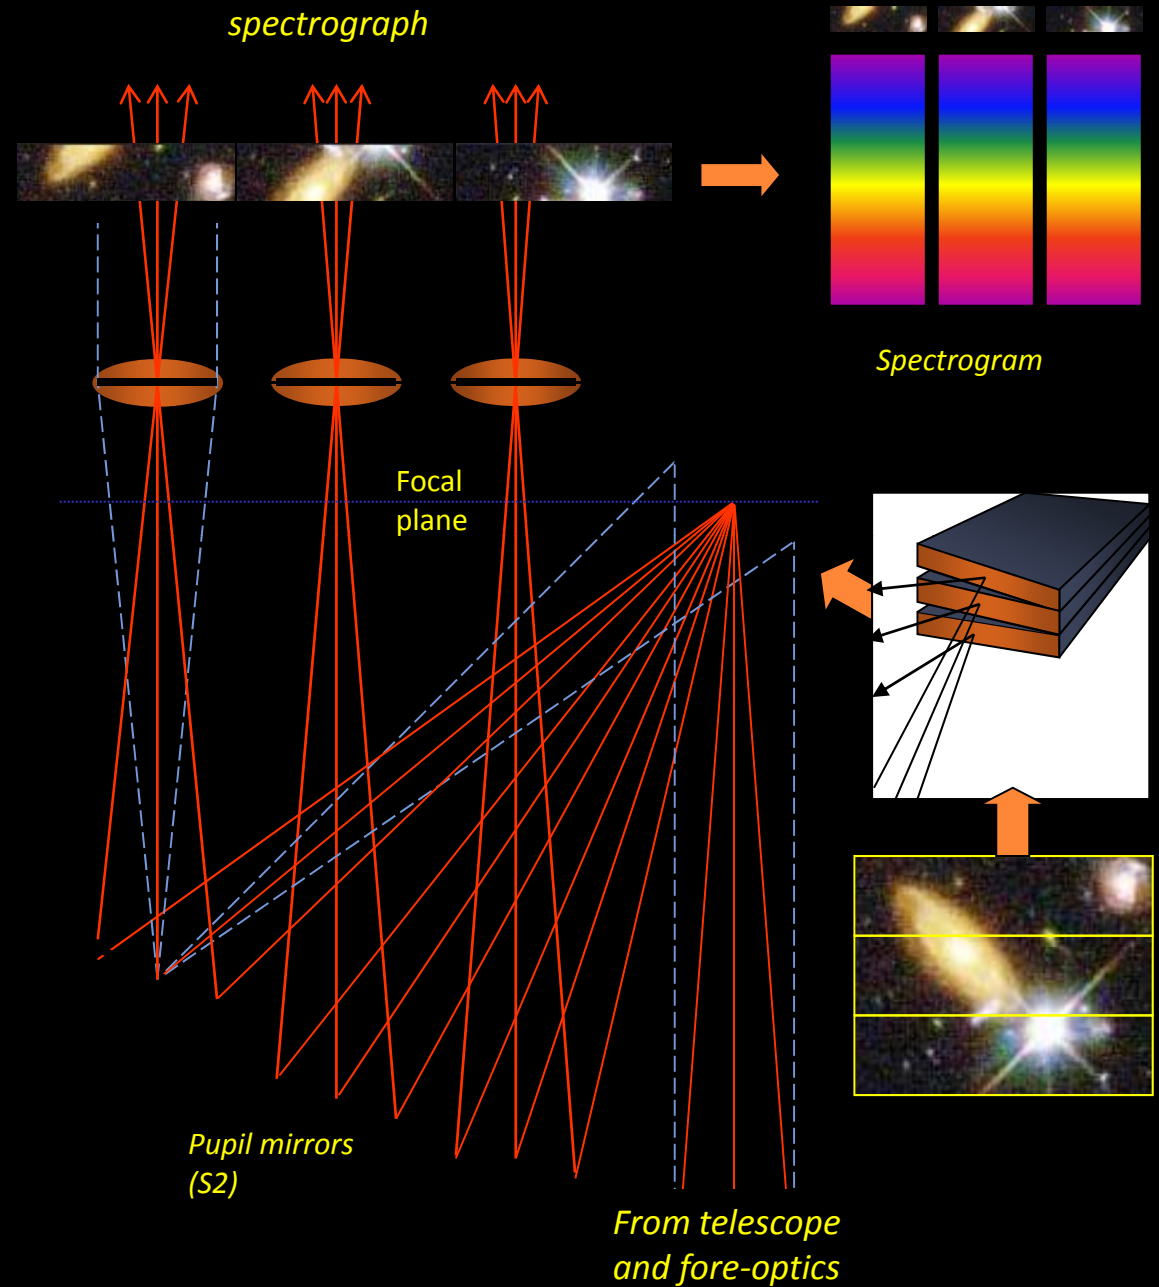 spectrograph
Spectrogram
Focal
plane
Pupil mirrors
(S2)
From telescope
and fore-optics